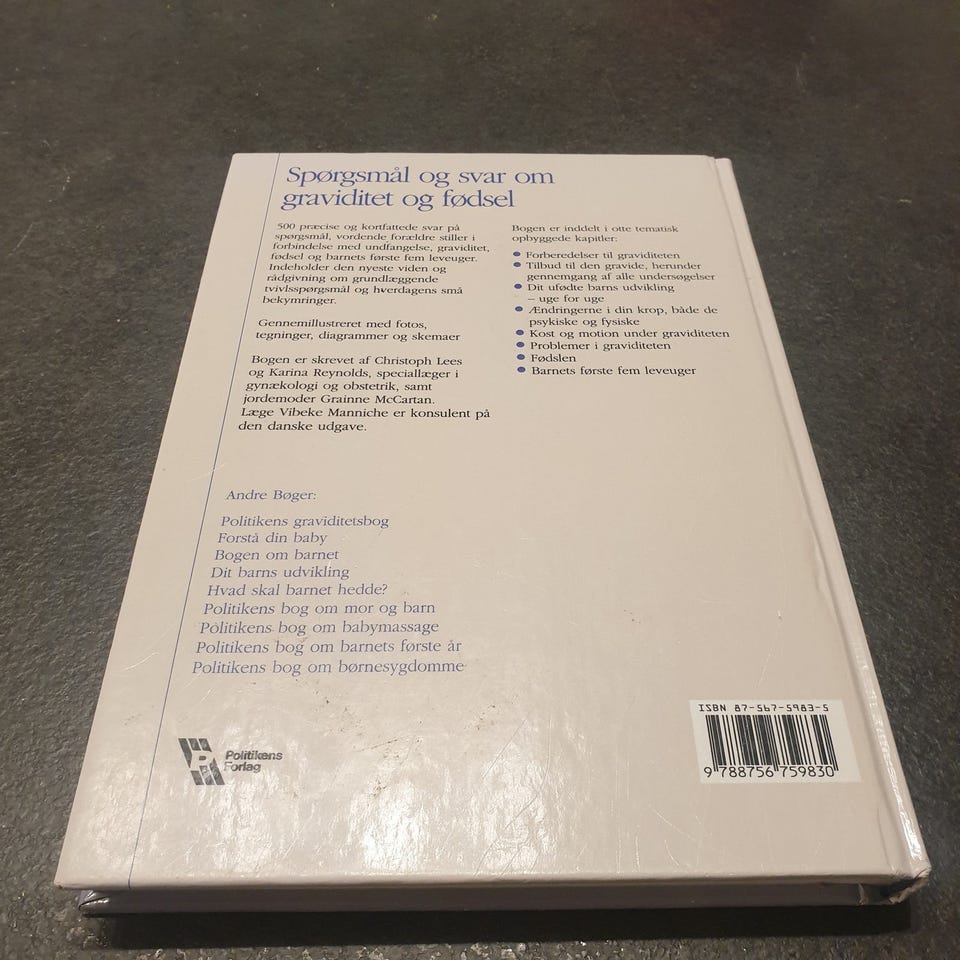 Spørgsmål og svar om
graviditet og fødsel
500 præcise og kortfattede svar på
spørgsmål, vordende forældre stiller i
forbindelse med undfangelse, graviditet,
fødsel og barnets første fem leveuger.
Indeholder den nyeste viden og
rådgivning om grundlæggende
tvivlsspørgsmål og hverdagens små
bekymringer.
Gennemillustreret med fotos,
tegninger, diagrammer og skemaer
Bogen er skrevet af Christoph Lees
og Karina Reynolds, speciallæger i
gynækologi og obstetrik, samt
jordemoder Grainne McCartan.
Læge Vibeke Manniche er konsulent på
den danske udgave.
Bogen er inddelt i otte tematisk
opbyggede kapitler:
● Forberedelser til graviditeten
● Tilbud til den gravide, herunder
gennemgang af alle undersøgelser
● Dit ufødte barns udvikling
– uge for uge
● Ændringerne i din krop, både de
psykiske og fysiske
● Kost og motion under graviditeten
● Problemer i graviditeten
● Fødslen
● Barnets første fem leveuger
Andre Bøger:
Politikens graviditetsbog
Forstå din baby
Bogen om barnet
Dit barns udvikling
Hvad skal barnet hedde?
Politikens bog om mor og barn
Politikens bog om babymassage
Politikens bog om barnets første år
Politikens bog om børnesygdomme
P
Politikens
Forlag
ISBN 87-567-5983-5
9 788756 759830